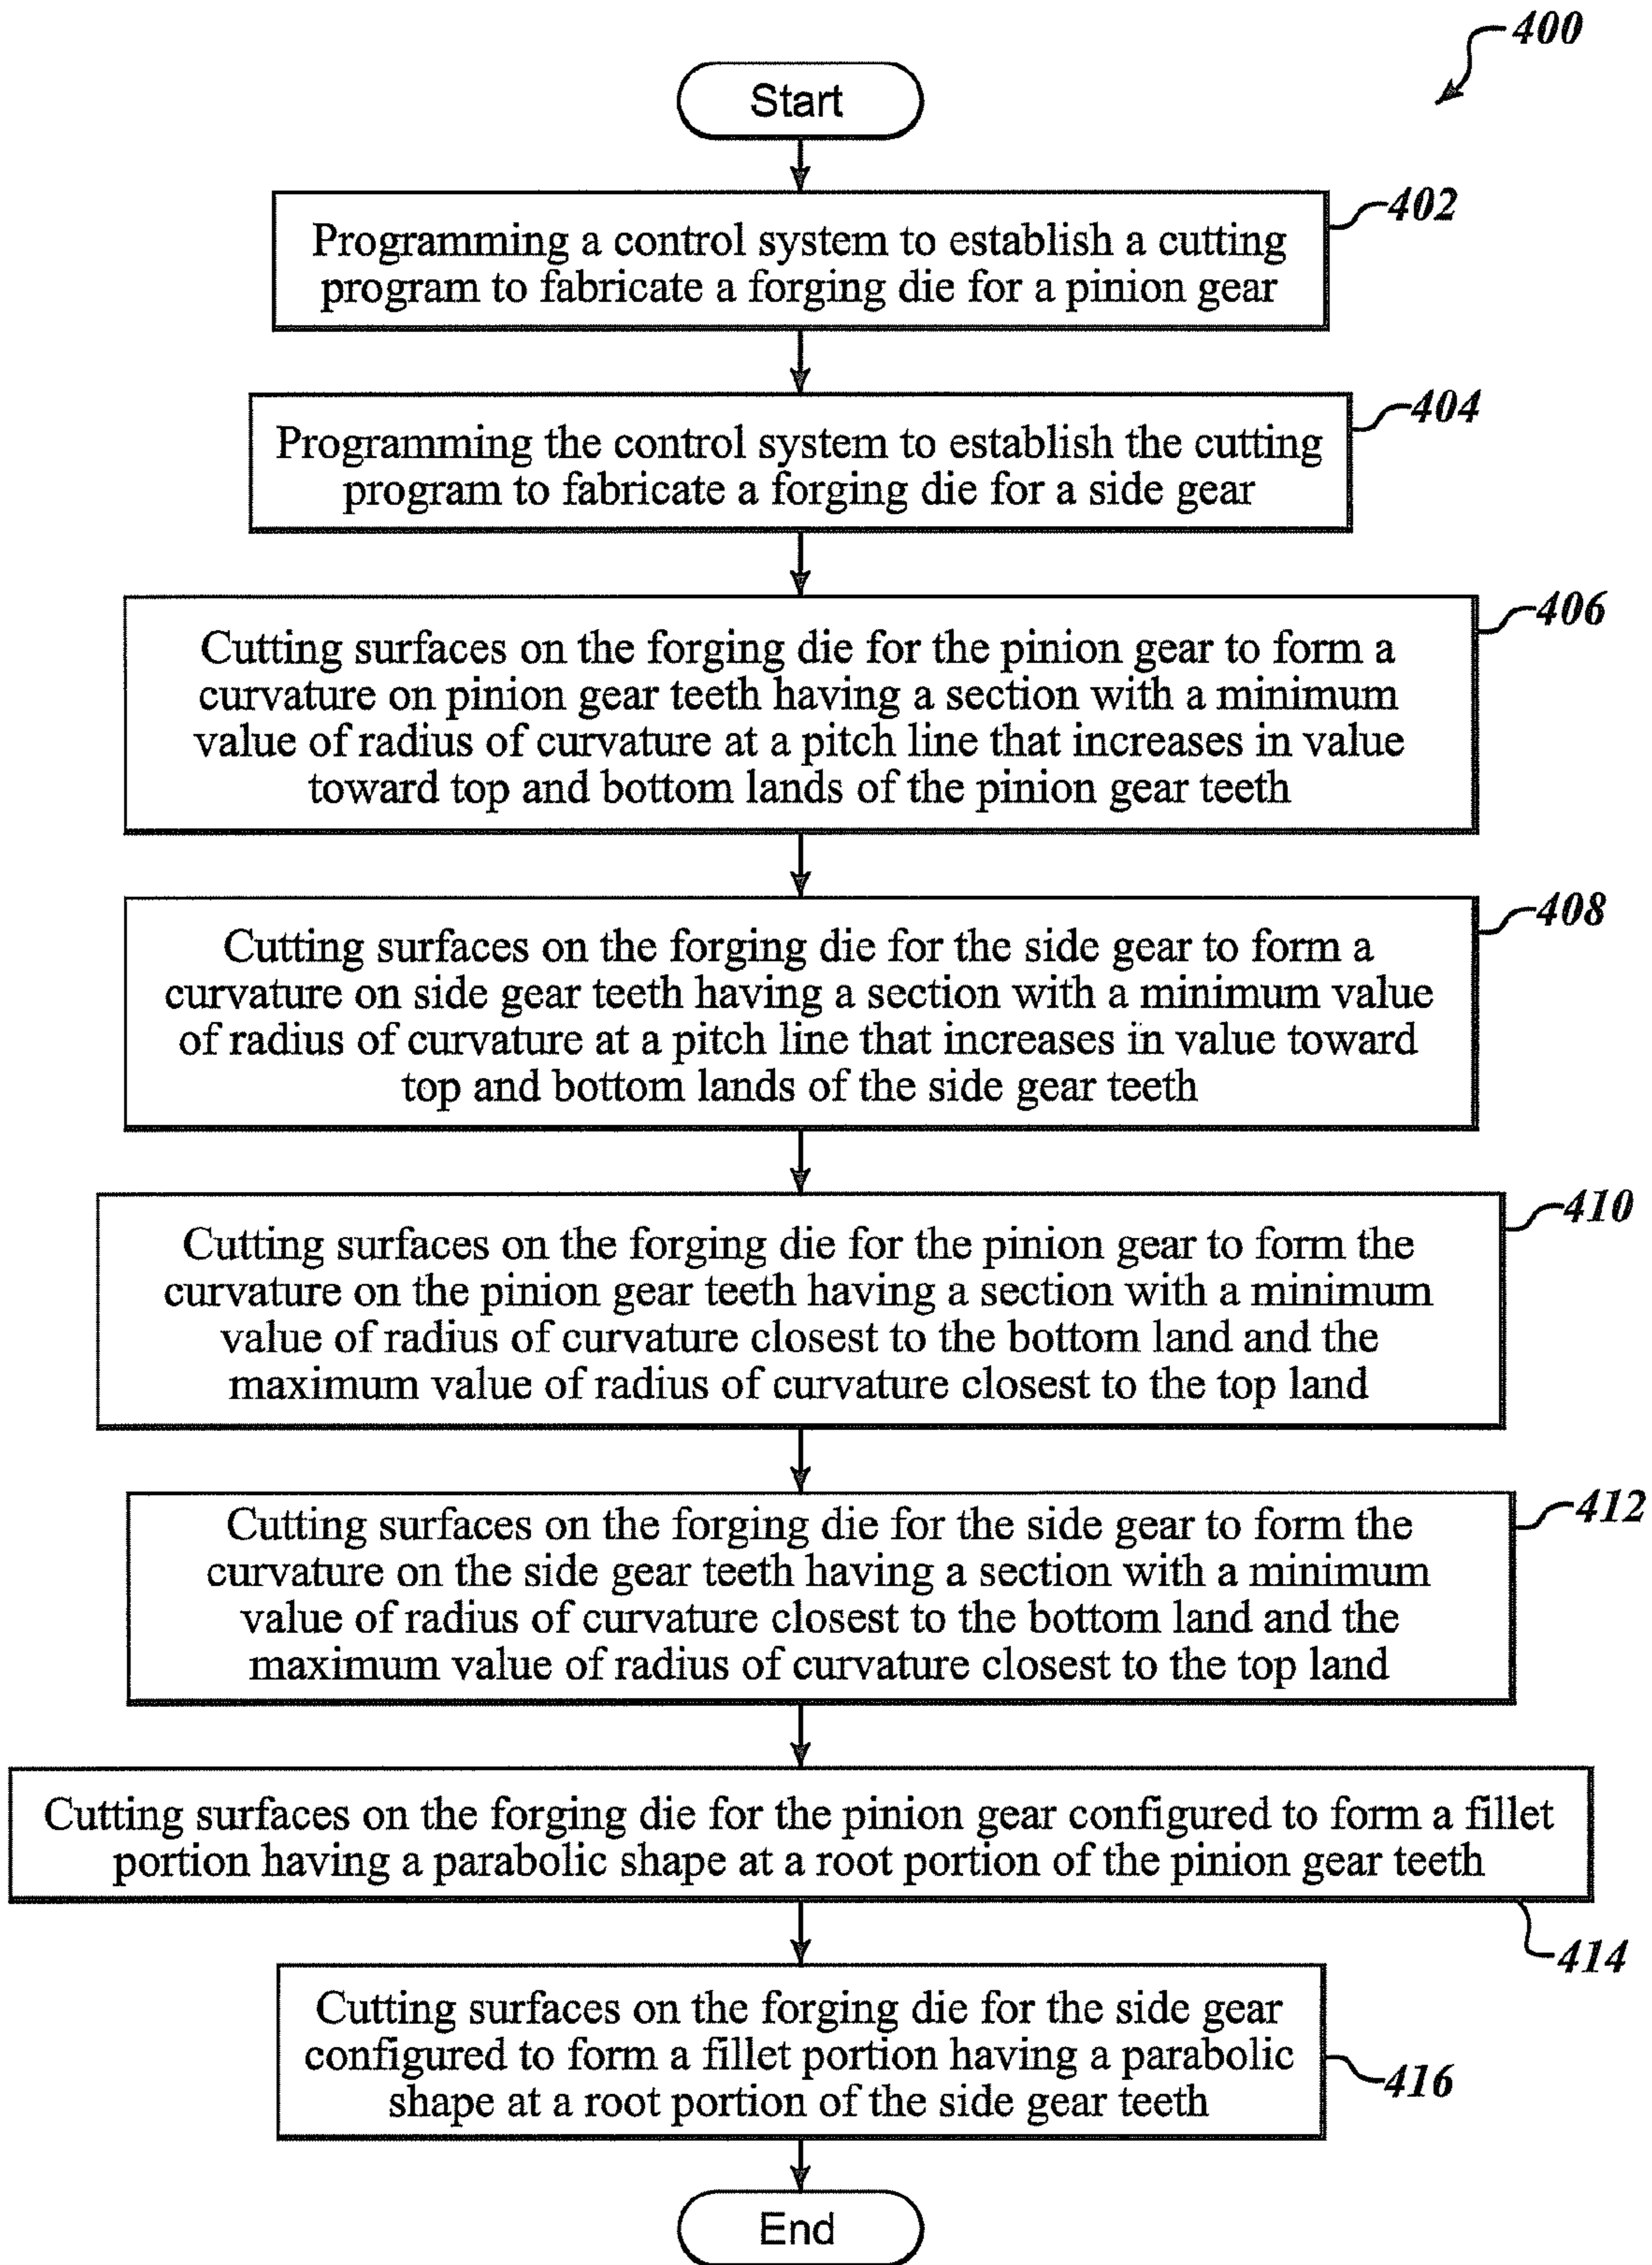 400
Start
402
Programming a control system to establish a cutting
program to fabricate a forging die for a pinion gear
404
Programming the control system to establish the cutting
program to fabricate a forging die for a side gear
406
Cutting surfaces on the forging die for the pinion gear to form a
curvature on pinion gear teeth having a section with a minimum
value of radius of curvature at a pitch line that increases in value
toward top and bottom lands of the pinion gear teeth
408
Cutting surfaces on the forging die for the side gear to form a
curvature on side gear teeth having a section with a minimum value
of radius of curvature at a pitch line that increases in value toward
top and bottom lands of the side gear teeth
410
Cutting surfaces on the forging die for the pinion gear to form the
curvature on the pinion gear teeth having a section with a minimum
value of radius of curvature closest to the bottom land and the
maximum value of radius of curvature closest to the top land
412
Cutting surfaces on the forging die for the side gear to form the
curvature on the side gear teeth having a section with a minimum
value of radius of curvature closest to the bottom land and the
maximum value of radius of curvature closest to the top land
Cutting surfaces on the forging die for the pinion gear configured to form a fillet
portion having a parabolic shape at a root portion of the pinion gear teeth
414
Cutting surfaces on the forging die for the side gear
configured to form a fillet portion having a parabolic
shape at a root portion of the side gear teeth
416
End